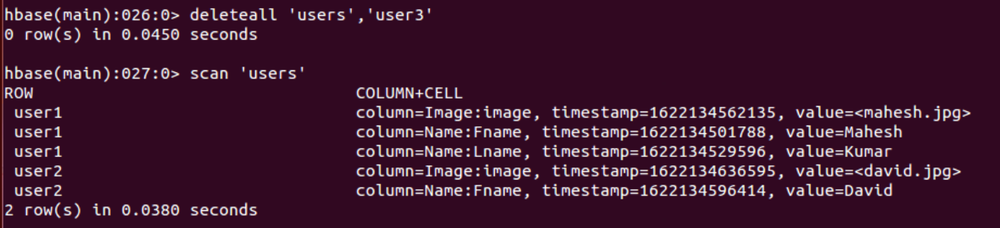 hbase(main):026:0> deleteall 'users','user3'
0 row(s) in 0.0450 seconds
hbase(main):027:0> scan 'users'
ROW COLUMN+CELL
user1 column=Image:image, timestamp=1622134562135, value=<mahesh.jpg>
user1 column=Name:Fname, timestamp=1622134501788, value=Mahesh
user1 column=Name:Lname, timestamp=1622134529596, value=Kumar
user2 column=Image:image, timestamp=1622134636595, value=<david.jpg>
user2 column=Name:Fname, timestamp=1622134596414, value=David
2 row(s) in 0.0380 seconds